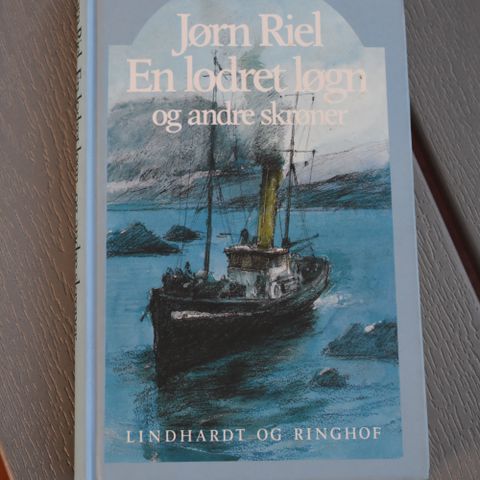 Jørn Riel
En lodret løgn
og andre skrøner
LINDHARDT OG RINGHOF